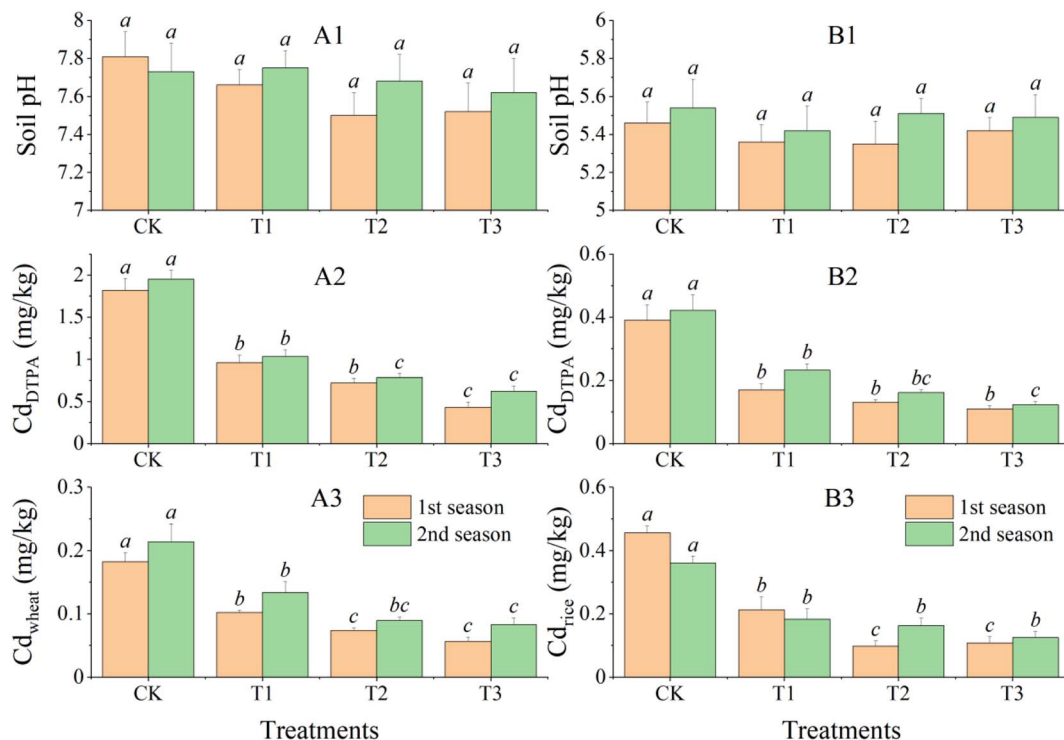 A1
Soil pH
8
7.8
7.6
7.4
7.2
7
a a a a a a a a
CK T1 T2 T3
B1
Soil pH
6
5.8
5.6
5.4
5.2
5
a a a a a a a a
CK T1 T2 T3
A2
Cd_DTPA (mg/kg)
2
1.5
1
0.5
0
a a b b b c c c
CK T1 T2 T3
B2
Cd_DTPA (mg/kg)
0.6
0.4
0.2
0
a a b b b bc b c
CK T1 T2 T3
A3
Cd_wheat (mg/kg)
0.3
0.2
0.1
0
a a b b c bc c c
1st season
2nd season
CK T1 T2 T3
Treatments
B3
Cd_rice (mg/kg)
0.6
0.4
0.2
0
a a b b c b c b
1st season
2nd season
CK T1 T2 T3
Treatments